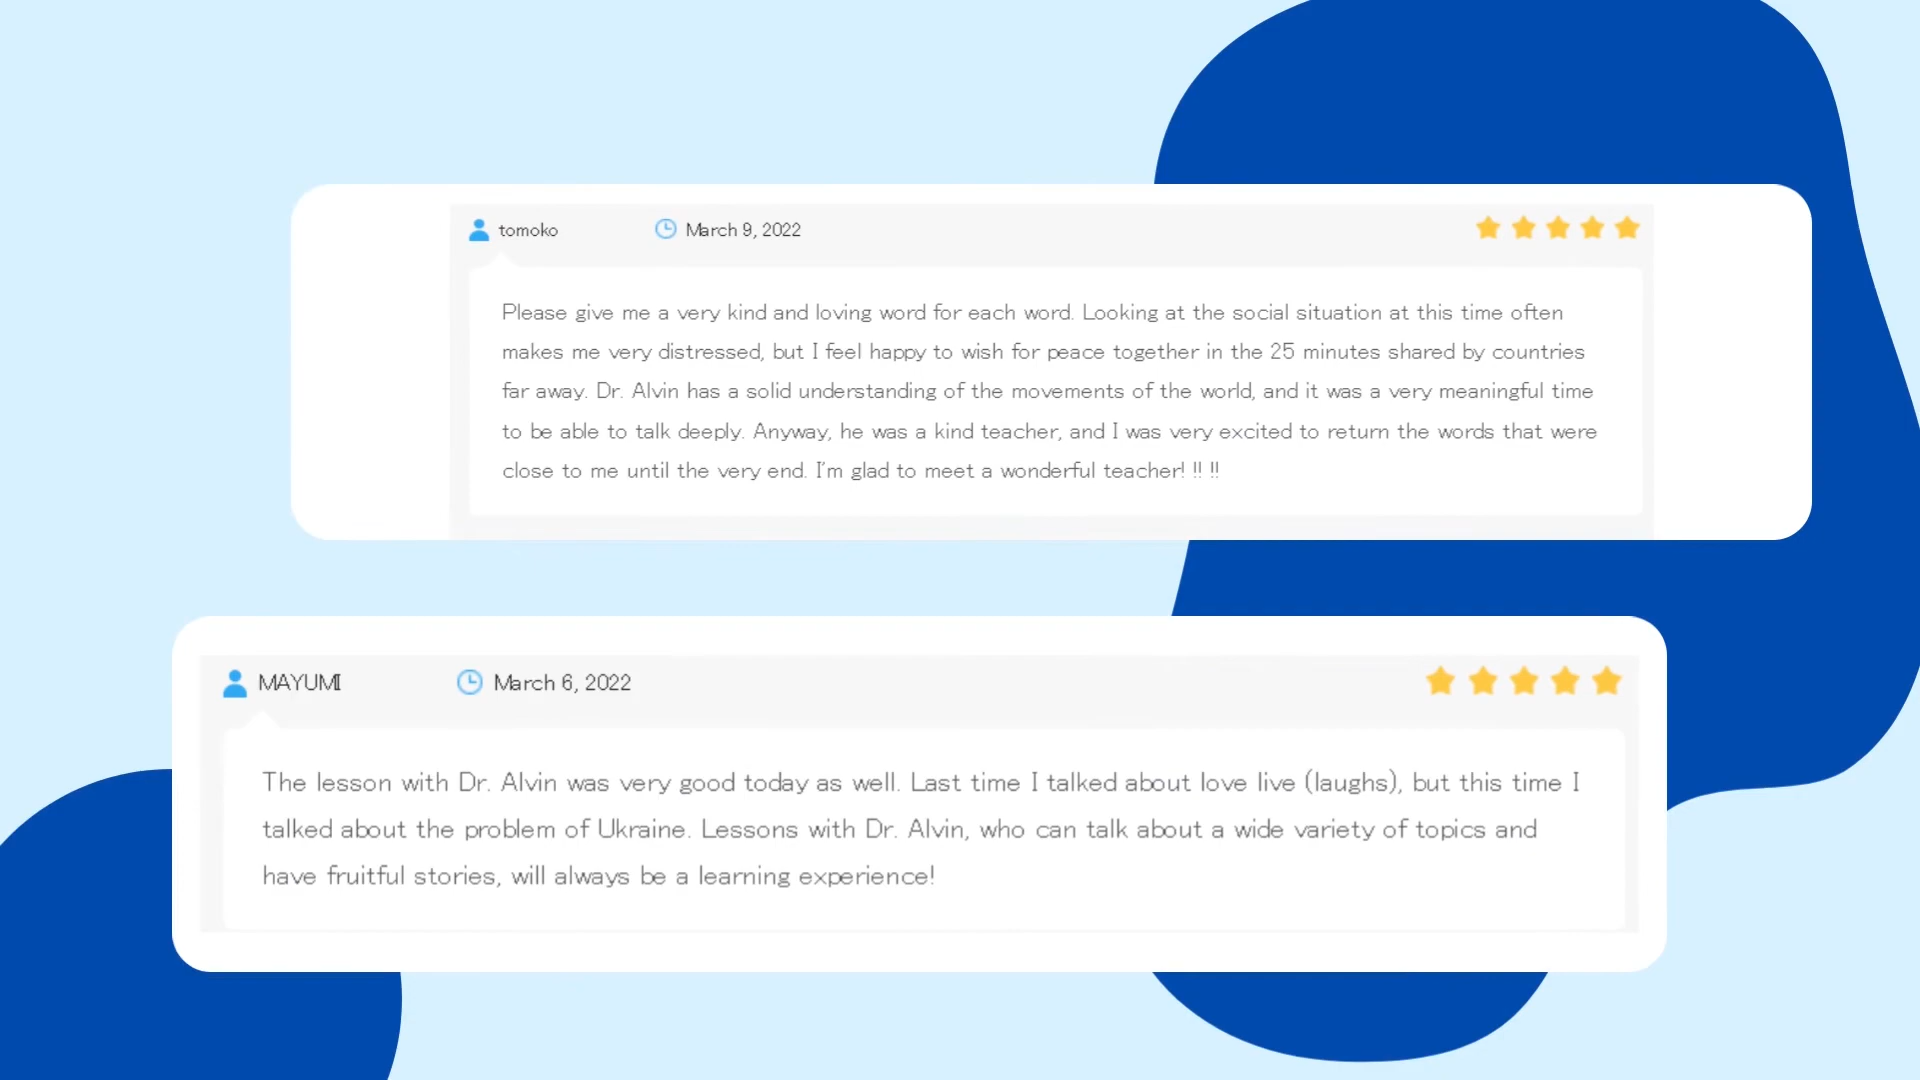 tomoko March 9, 2022
Please give me a very kind and loving word for each word. Looking at the social situation at this time often
makes me very distressed, but I feel happy to wish for peace together in the 25 minutes shared by countries
far away. Dr. Alvin has a solid understanding of the movements of the world, and it was a very meaningful time
to be able to talk deeply. Anyway, he was a kind teacher, and I was very excited to return the words that were
close to me until the very end. I'm glad to meet a wonderful teacher! !! !!
MAYUMI March 6, 2022
The lesson with Dr. Alvin was very good today as well. Last time I talked about love live (laughs), but this time I
talked about the problem of Ukraine. Lessons with Dr. Alvin, who can talk about a wide variety of topics and
have fruitful stories, will always be a learning experience!